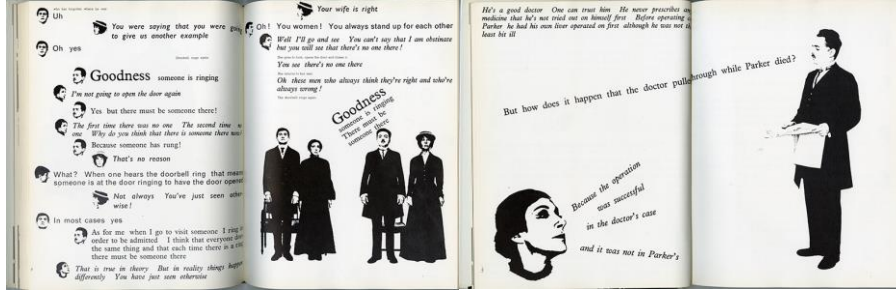 Uh
You were saying that you were going
to give us another example
Oh yes
Goodness someone is ringing
I'm not going to open the door again
Yes but there must be someone there!
The first time there was no one The second time no
one Why do you think that there is someone there now?
Because someone has rung!
That's no reason
What? When one hears the doorbell ring that means
someone is at the door ringing to have the door opened
Not always You've just seen other-
wise!
In most cases yes
As for me when I go to visit someone I ring in
order to be admitted I think that everyone does
the same thing and that each time there is a ring
there must be someone there
That is true in theory But in reality things happen
differently You have just seen otherwise
Your wife is right
Oh! You women! You always stand up for each other
Well I'll go and see You can't say that I am obstinate
but you will see that there's no one there!
You see there's no one there
Oh these men who always think they're right and who're
always wrong!
Goodness
someone is ringing
There must be
someone there
He's a good doctor One can trust him He never prescribes
medicine that he's not tried out on himself first Before operating
Parker he had his own liver operated on first although he was not the
least bit ill
But how does it happen that the doctor pulled through while Parker died?
Because the operation
was successful
in the doctor's case
and it was not in Parker's